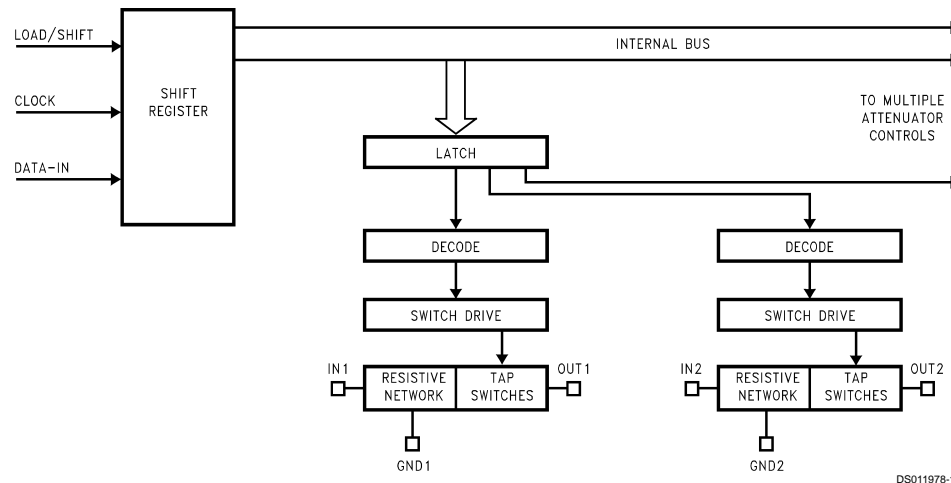 LOAD/SHIFT
CLOCK
DATA-IN
SHIFT
REGISTER
INTERNAL BUS
TO MULTIPLE
ATTENUATOR
CONTROLS
LATCH
DECODE
DECODE
SWITCH DRIVE
SWITCH DRIVE
IN1
RESISTIVE
NETWORK
TAP
SWITCHES
OUT1
GND1
IN2
RESISTIVE
NETWORK
TAP
SWITCHES
OUT2
GND2
DS011978-